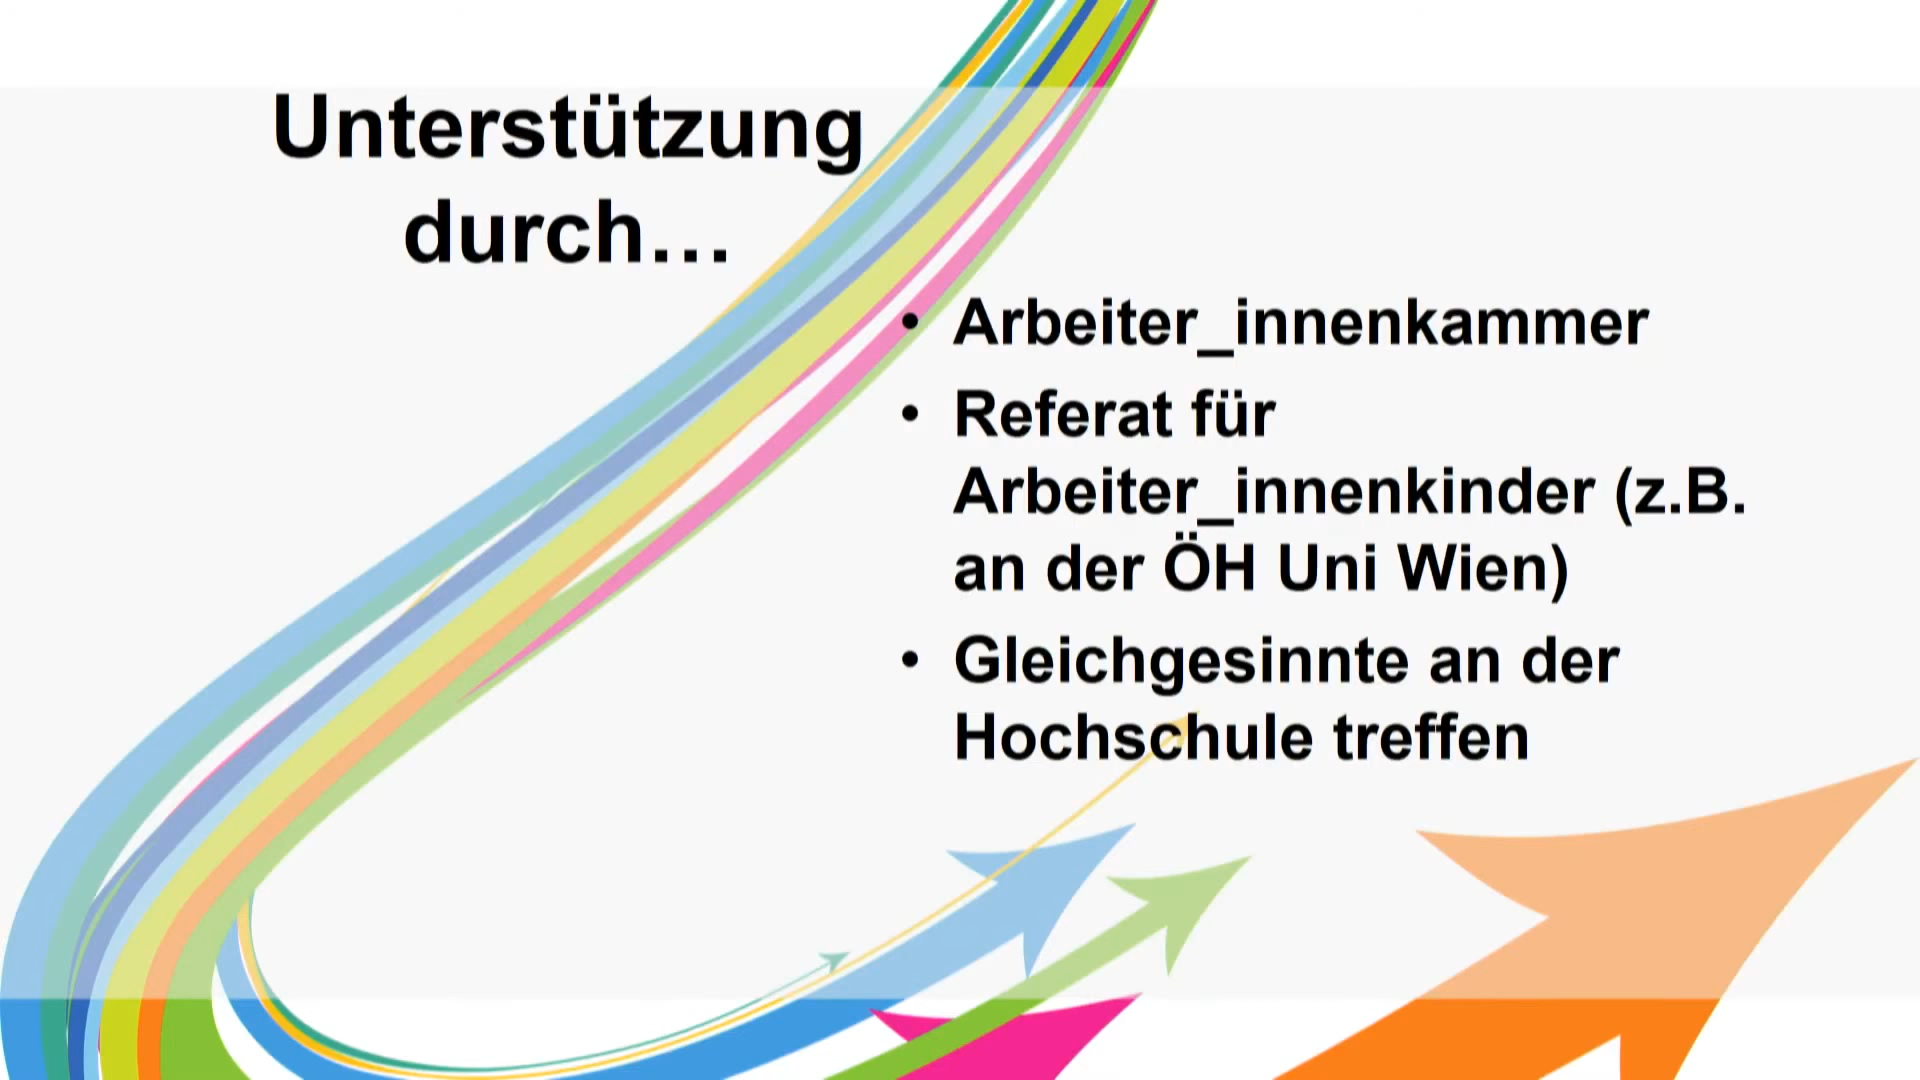 Unterstützung
durch…
• Arbeiter_innenkammer
• Referat für
Arbeiter_innenkinder (z.B.
an der ÖH Uni Wien)
• Gleichgesinnte an der
Hochschule treffen